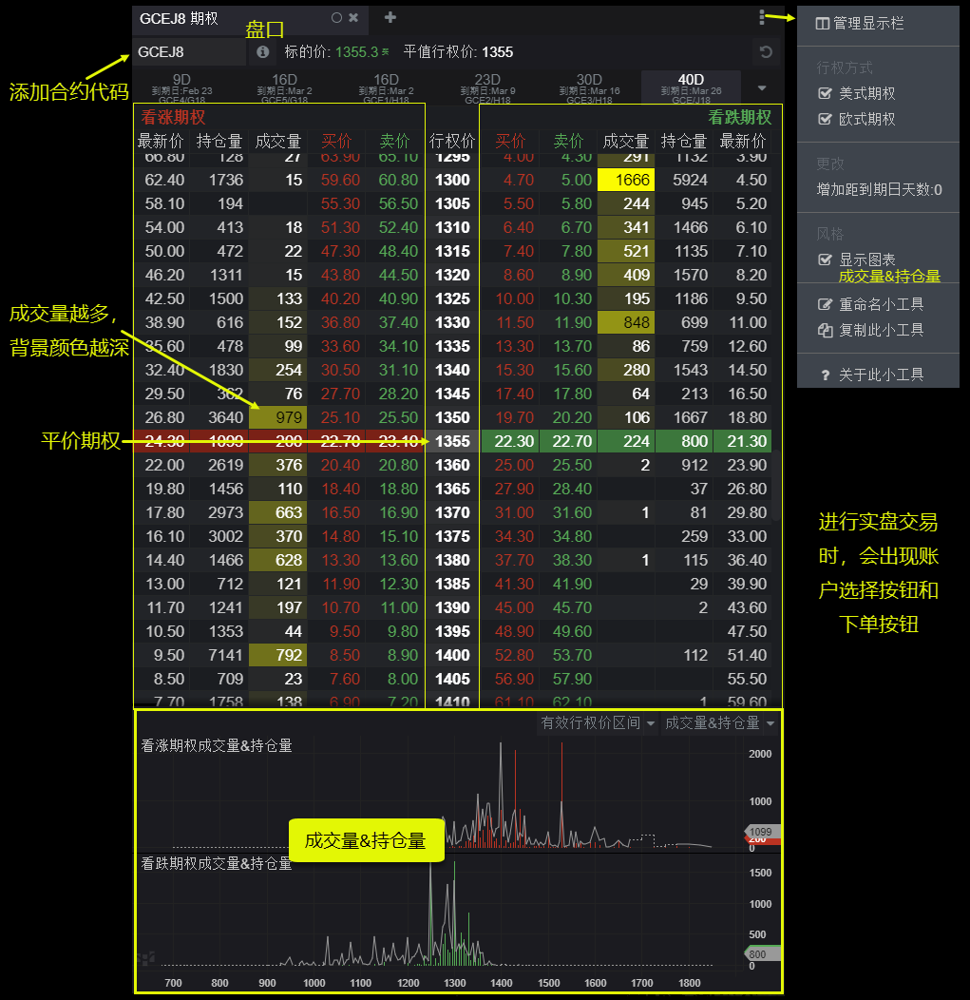 GCEJ8 期权
盘口
GCEJ8 标的价: 1355.3 平值行权价: 1355
添加合约代码
9D 16D 16D 23D 30D 40D
到期日:Feb 23 到期日:Mar 2 到期日:Mar 2 到期日:Mar 9 到期日:Mar 16 到期日:Mar 26
GCE4/G18 GCE5/G18 GCE1/H18 GCE2/H18 GCE3/H18 GCE/J18
看涨期权 看跌期权
最新价 持仓量 成交量 买价 卖价 行权价 买价 卖价 成交量 持仓量 最新价
66.80 128 27 63.90 65.10 1295 4.00 4.30 291 1132 3.90
62.40 1736 15 59.60 60.80 1300 4.70 5.00 1666 5924 4.50
58.10 194 55.30 56.50 1305 5.50 5.80 244 945 5.20
54.00 413 18 51.30 52.40 1310 6.40 6.70 341 1466 6.10
50.00 472 22 47.30 48.40 1315 7.40 7.80 521 1135 7.10
46.20 1311 15 43.80 44.50 1320 8.60 8.90 409 1570 8.20
42.50 1500 133 40.20 40.90 1325 10.00 10.30 195 1186 9.50
38.90 616 152 36.80 37.40 1330 11.50 11.90 848 699 11.00
35.60 478 99 33.60 34.10 1335 13.30 13.70 86 759 12.60
32.40 1830 254 30.50 31.10 1340 15.30 15.60 280 1543 14.50
29.50 362 76 27.70 28.20 1345 17.40 17.80 64 213 16.50
26.80 3640 979 25.10 25.50 1350 19.70 20.20 106 1667 18.80
24.30 1099 200 22.70 23.10 1355 22.30 22.70 224 800 21.30
22.00 2619 376 20.40 20.80 1360 25.00 25.50 2 912 23.90
19.80 1456 110 18.40 18.80 1365 27.90 28.40 37 26.80
17.80 2973 663 16.50 16.90 1370 31.00 31.60 1 81 29.80
16.10 3002 370 14.80 15.10 1375 34.30 34.80 259 33.00
14.40 1466 628 13.30 13.60 1380 37.70 38.30 1 115 36.40
13.00 712 121 11.90 12.30 1385 41.30 41.90 29 39.90
11.70 1241 197 10.70 11.00 1390 45.00 45.70 2 43.60
10.50 1353 44 9.50 9.80 1395 48.90 49.60 47.50
9.50 7141 792 8.50 8.90 1400 52.80 53.70 112 51.40
8.50 709 23 7.60 8.00 1405 56.90 57.90 55.50
7.70 1758 138 6.90 7.20 1410 61.10 62.10 1 59.60
成交量越多，
背景颜色越深
平价期权
有效行权价区间 成交量&持仓量
看涨期权成交量&持仓量
2000
1000
1099
200
0
成交量&持仓量
看跌期权成交量&持仓量
1500
1000
500
800
0
700 800 900 1000 1100 1200 1300 1400 1500 1600 1700 1800
管理显示栏
行权方式
美式期权
欧式期权
更改
增加距到期日天数:0
风格
显示图表
成交量&持仓量
重命名小工具
复制此小工具
? 关于此小工具
进行实盘交易
时，会出现账
户选择按钮和
下单按钮